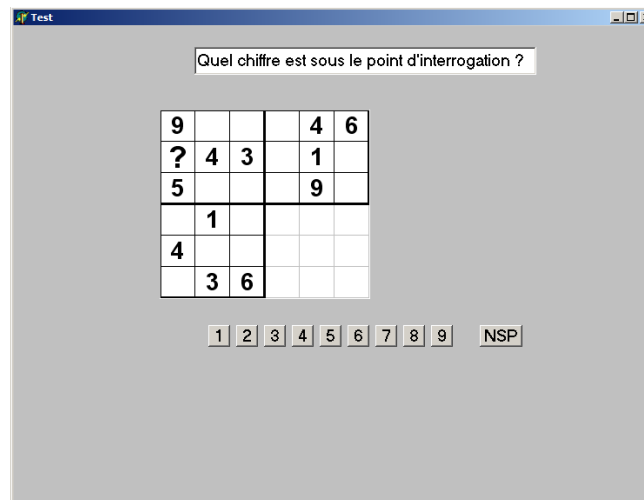 Test
Quel chiffre est sous le point d'interrogation ?
9 4 6
? 4 3 1
5 9
1
4
3 6
1 2 3 4 5 6 7 8 9 NSP